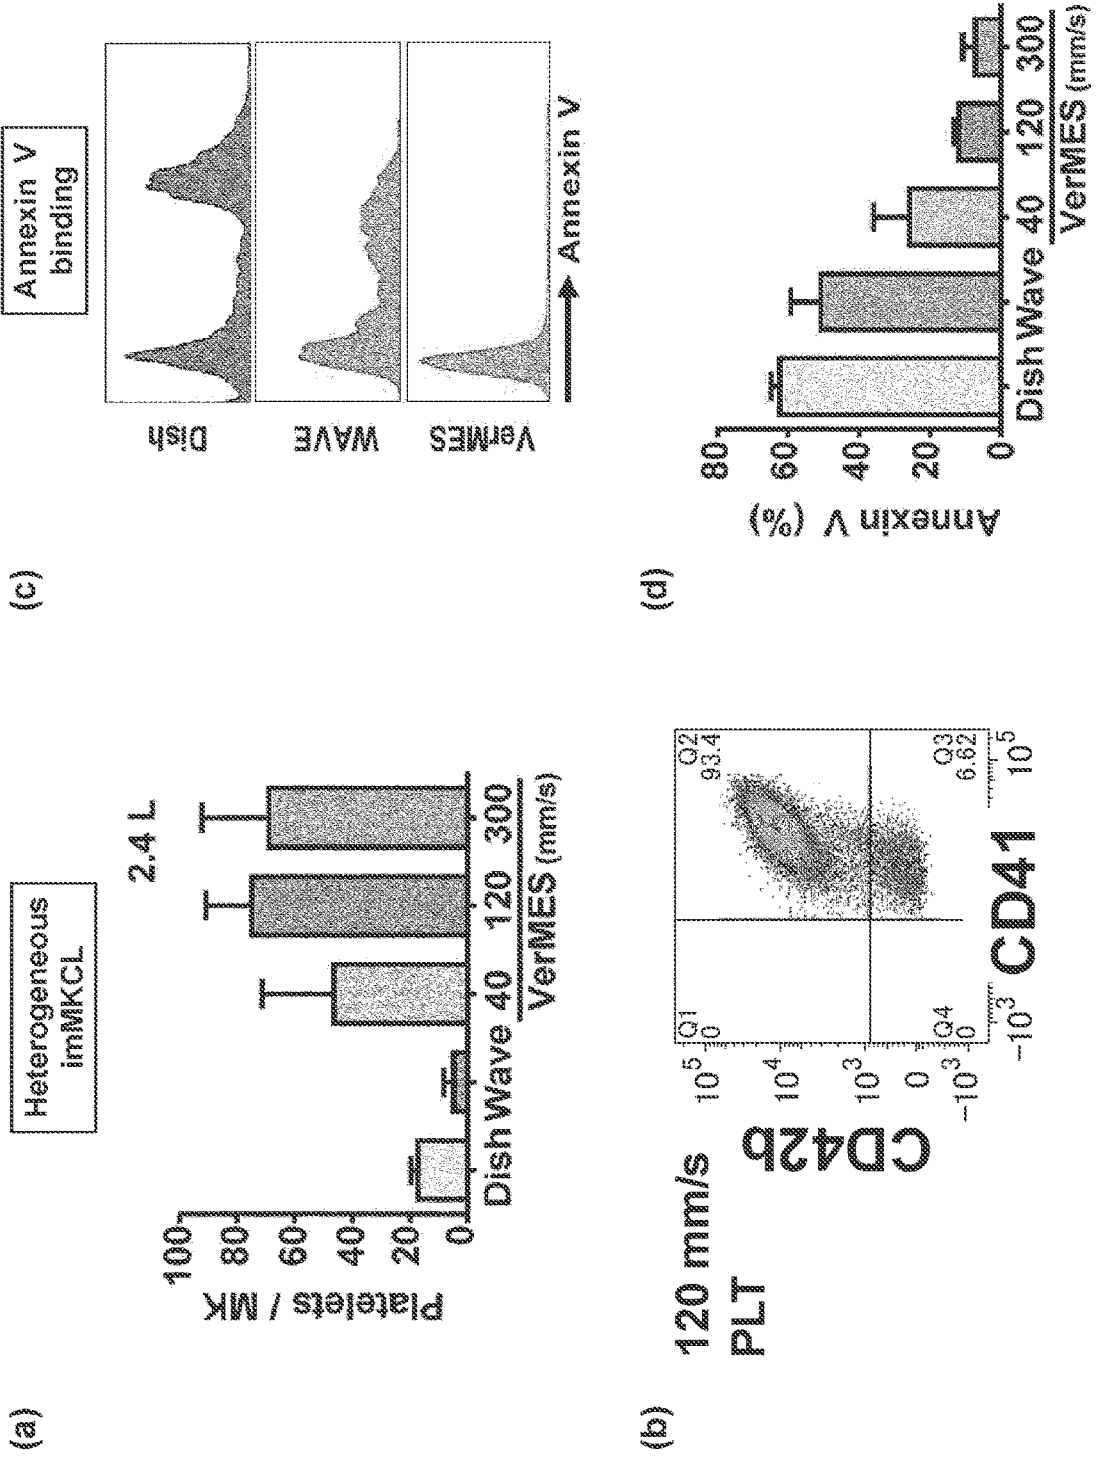 (a)
Heterogeneous
imMKCL
2.4 L
Platelets / MK
100
80
60
40
20
0
Dish Wave 40 120 300
VerMES (mm/s)
(b)
120 mm/s
PLT
CD42b
10^5
10^4
10^3
0
-10^3
Q1
0
Q2
93.4
Q4
0
Q3
6.62
-10^3
10^5
CD41
(c)
Annexin V
binding
Dish
WAVE
VerMES
Annexin V
(d)
Annexin V (%)
80
60
40
20
0
Dish Wave 40 120 300
VerMES (mm/s)